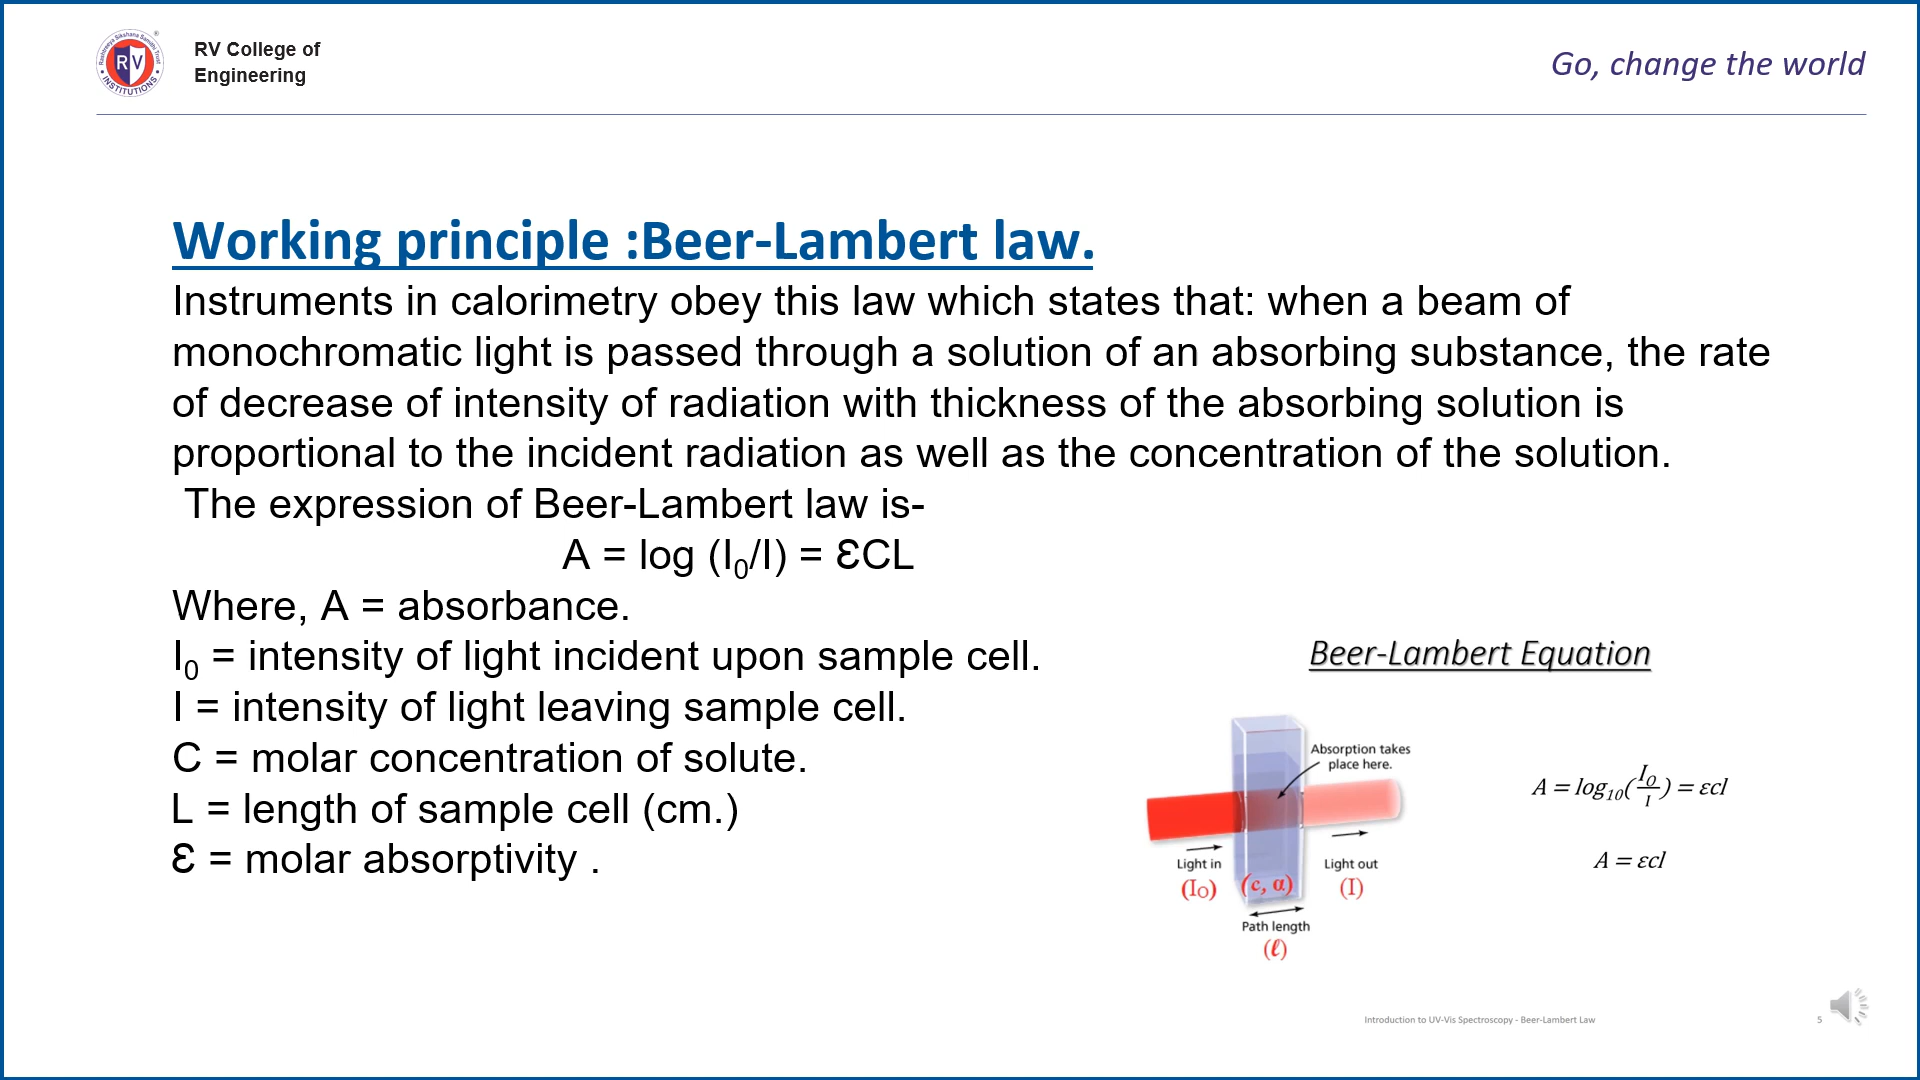 Rashtreeya Sikshana Samithi Trust
RV
INSTITUTIONS
®
RV College of
Engineering
Go, change the world
Working principle :Beer-Lambert law.
Instruments in calorimetry obey this law which states that: when a beam of
monochromatic light is passed through a solution of an absorbing substance, the rate
of decrease of intensity of radiation with thickness of the absorbing solution is
proportional to the incident radiation as well as the concentration of the solution.
The expression of Beer-Lambert law is-
A = log (I₀/I) = ƐCL
Where, A = absorbance.
I₀ = intensity of light incident upon sample cell.
I = intensity of light leaving sample cell.
C = molar concentration of solute.
L = length of sample cell (cm.)
Ɛ = molar absorptivity .
Beer-Lambert Equation
Absorption takes
place here.
Light in
(I₀)
(c, α)
Light out
(I)
Path length
(ℓ)
A = log₁₀(I₀/I) = εcl
A = εcl
Introduction to UV-Vis Spectroscopy - Beer-Lambert Law
5